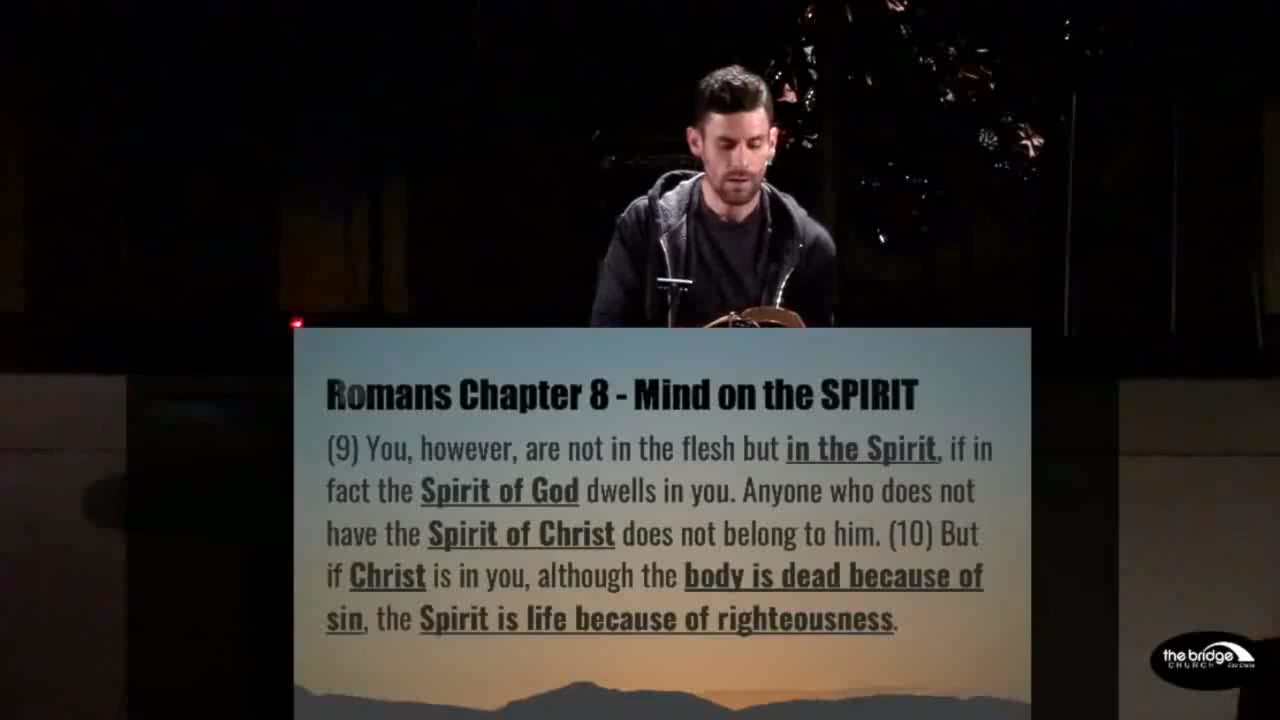 Romans Chapter 8 - Mind on the SPIRIT
(9) You, however, are not in the flesh but in the Spirit, if in
fact the Spirit of God dwells in you. Anyone who does not
have the Spirit of Christ does not belong to him. (10) But
if Christ is in you, although the body is dead because of
sin, the Spirit is life because of righteousness.
the bridge
CHURCH